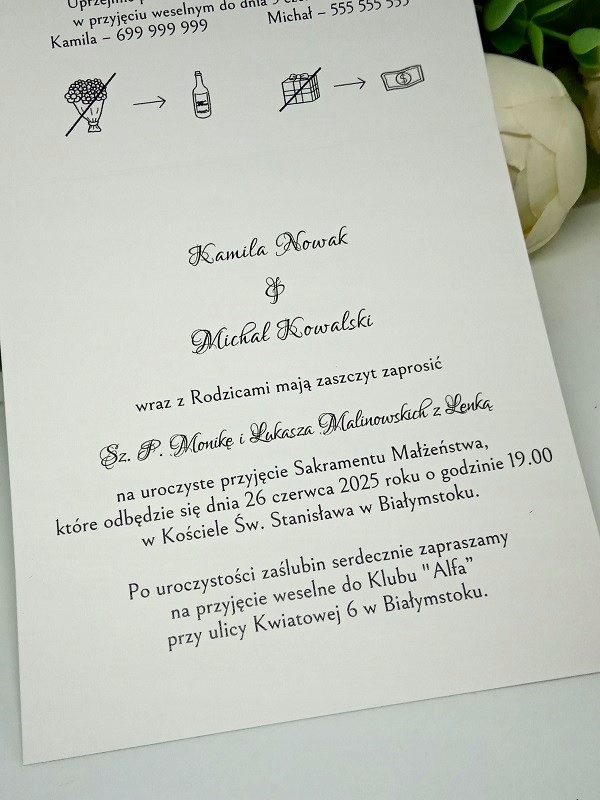 Uprzejmie p
w przyjęciu weselnym do dnia 5 cze
Kamila – 699 999 999 Michał – 555 555 555
$ 
Kamila Nowak
&
Michał Kowalski
wraz z Rodzicami mają zaszczyt zaprosić
Sz. P. Monikę i Łukasza Malinowskich z Lenką
na uroczyste przyjęcie Sakramentu Małżeństwa,
które odbędzie się dnia 26 czerwca 2025 roku o godzinie 19.00
w Kościele Św. Stanisława w Białymstoku.
Po uroczystości zaślubin serdecznie zapraszamy
na przyjęcie weselne do Klubu "Alfa”
przy ulicy Kwiatowej 6 w Białymstoku.